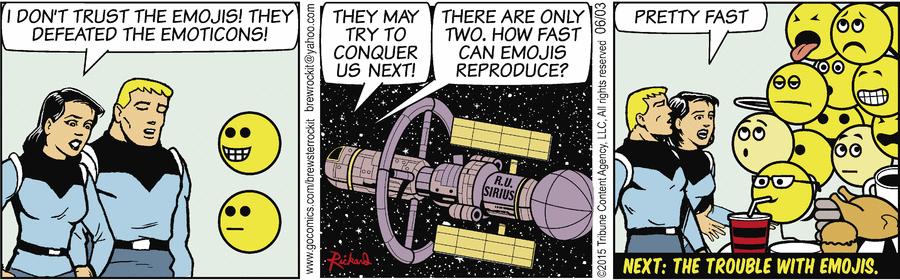 I DON'T TRUST THE EMOJIS! THEY
DEFEATED THE EMOTICONS!
www.gocomics.com/brewsterrockit brewrockit@yahoo.com
THEY MAY
TRY TO
CONQUER
US NEXT!
THERE ARE ONLY
TWO. HOW FAST
CAN EMOJIS
REPRODUCE?
R.U.
SIRIUS
Rickard
©2015 Tribune Content Agency, LLC. All rights reserved 06/03
PRETTY FAST
NEXT: THE TROUBLE WITH EMOJIS.